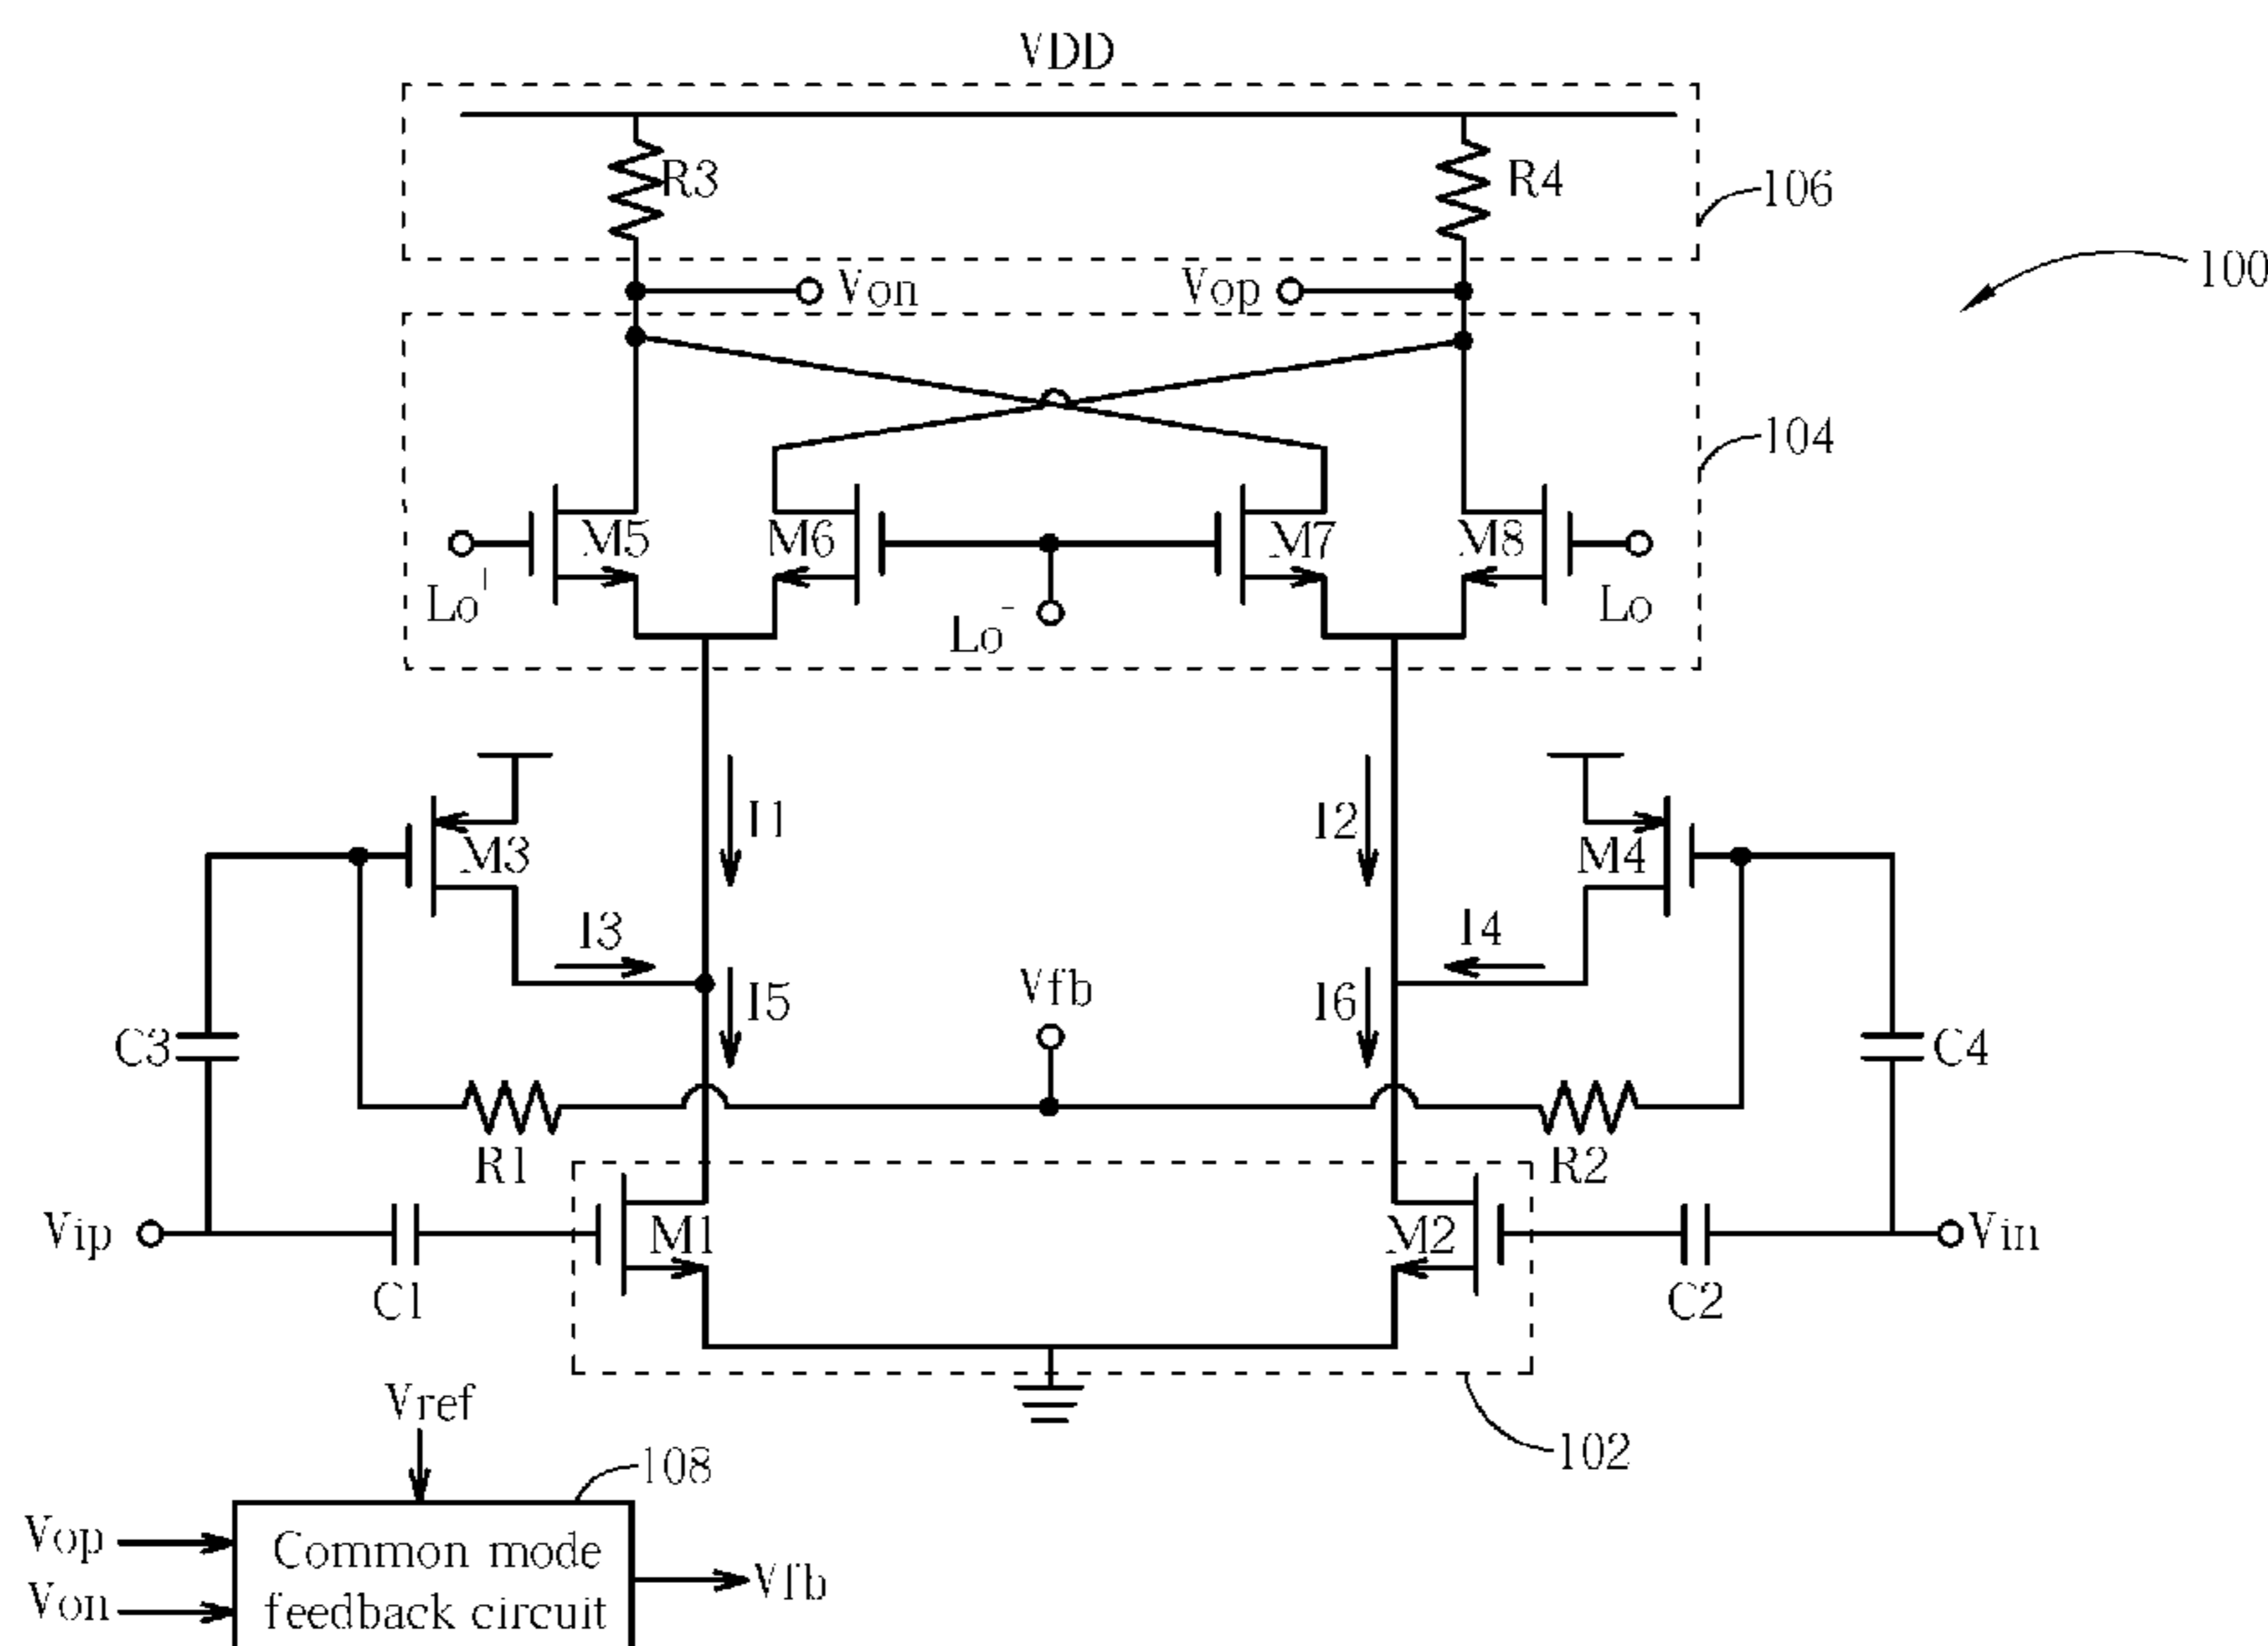 VDD
R3
R4
106
Von
Vop
100
104
M5
M6
M7
M8
Lo
Lo⁻
Lo
M3
I1
I2
M4
I3
I4
C3
I5
Vfb
I6
C4
R1
R2
Vip
M1
M2
Vin
C1
C2
Vref
108
102
Vop
Common mode
Von
feedback circuit
Vfb